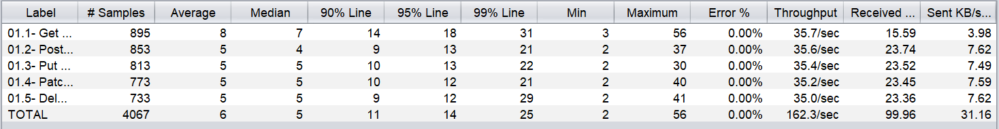 Label # Samples Average Median 90% Line 95% Line 99% Line Min Maximum Error % Throughput Received ... Sent KB/s...
01.1- Get ... 895 8 7 14 18 31 3 56 0.00% 35.7/sec 15.59 3.98
01.2- Post... 853 5 4 9 13 21 2 37 0.00% 35.6/sec 23.74 7.62
01.3- Put ... 813 5 5 10 13 22 2 30 0.00% 35.4/sec 23.52 7.49
01.4- Patc... 773 5 5 10 12 21 2 40 0.00% 35.2/sec 23.45 7.59
01.5- Del... 733 5 5 9 12 29 2 41 0.00% 35.0/sec 23.36 7.62
TOTAL 4067 6 5 11 14 25 2 56 0.00% 162.3/sec 99.96 31.16